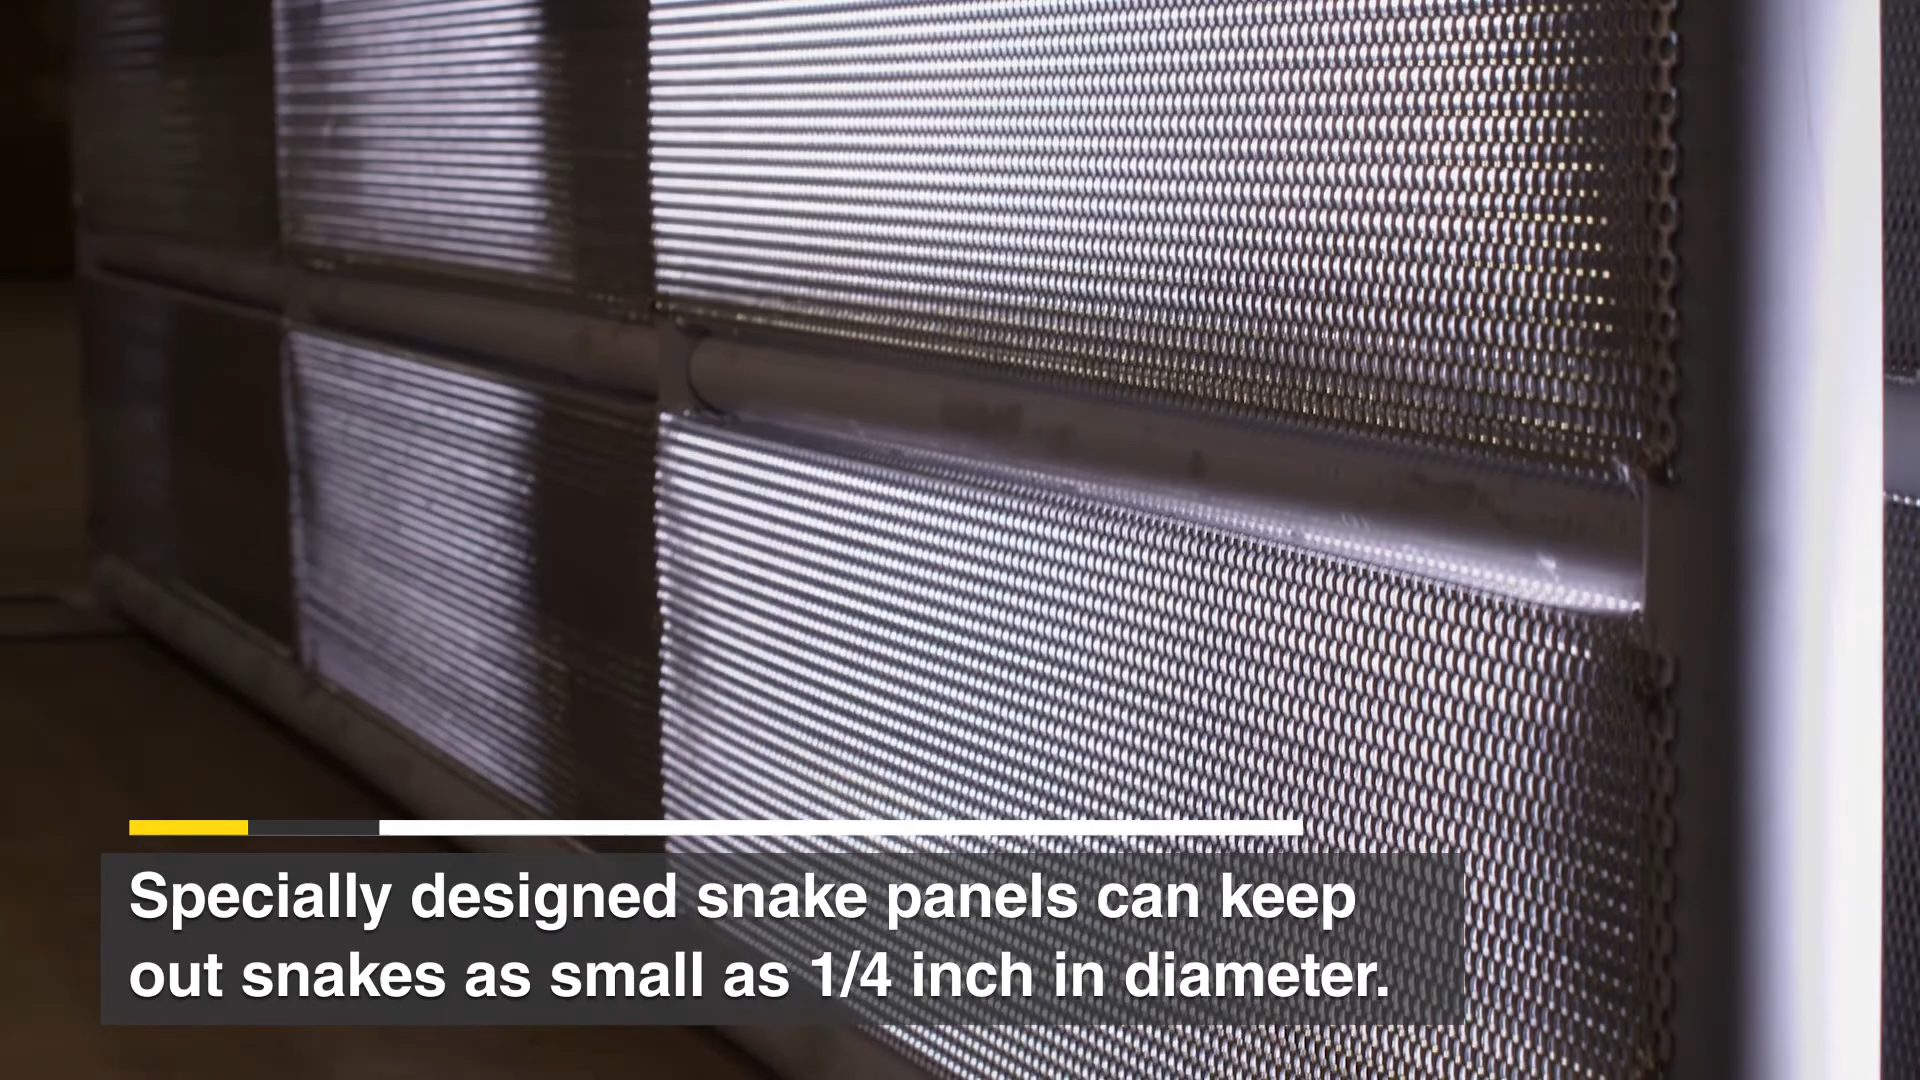 Specially designed snake panels can keep
out snakes as small as 1/4 inch in diameter.